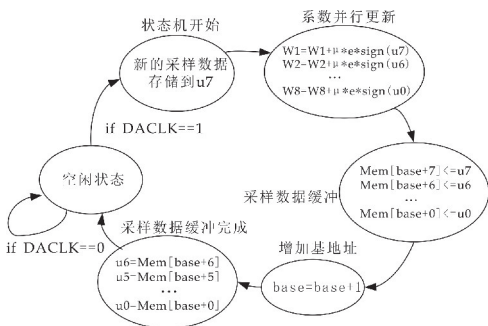 状态机开始
新的采样数据
存储到u7
系数并行更新
W1=W1+μ*e*sign(u7)
W2-W2+μ*e*sign(u6)
...
W8-W8+μ*e*sign(u0)
if DACLK==1
空闲状态
if DACLK==0
采样数据缓冲
Mem[base+7]<=u7
Mem[base+6]<=u6
...
Mem[base+0]<=u0
采样数据缓冲完成
u6=Mem[base+6]
u5-Mem[base+5]
...
u0-Mem[base+0]
增加基地址
base=base+1